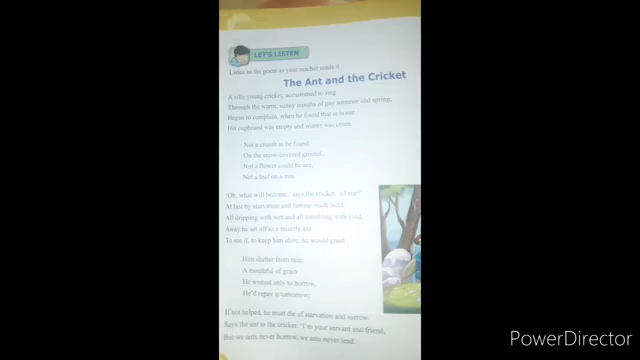 LET'S LISTEN
Listen to the poem as your teacher reads it.
The Ant and the Cricket
A silly young cricket, accustomed to sing
Through the warm, sunny months of gay summer and spring,
Began to complain, when he found that at home
His cupboard was empty and winter was come.
Not a crumb to be found
On the snow-covered ground;
Not a flower could he see,
Not a leaf on a tree.
'Oh, what will become,' says the cricket, 'of me?'
At last by starvation and famine made bold,
All dripping with wet and all trembling with cold,
Away he set off to a miserly ant
To see if, to keep him alive, he would grant
Him shelter from rain,
A mouthful of grain
He wished only to borrow,
He'd repay it tomorrow;
If not helped, he must die of starvation and sorrow.
Says the ant to the cricket: 'I'm your servant and friend,
But we ants never borrow; we ants never lend.
PowerDirector